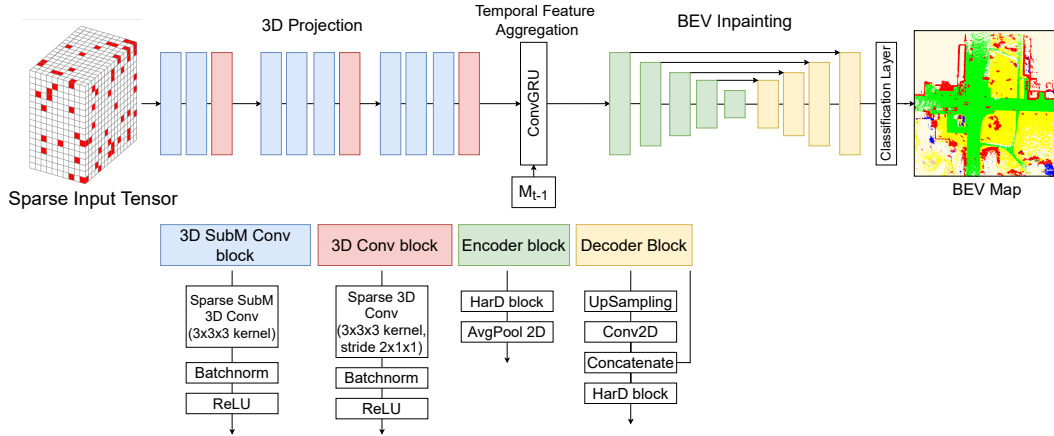 3D Projection
Temporal Feature
Aggregation
BEV Inpainting
ConvGRU
Classification Layer
M_{t-1}
Sparse Input Tensor
BEV Map
3D SubM Conv
block
3D Conv block
Encoder block
Decoder Block
Sparse SubM
3D Conv
(3x3x3 kernel)
Batchnorm
ReLU
Sparse 3D
Conv
(3x3x3 kernel,
stride 2x1x1)
Batchnorm
ReLU
HarD block
AvgPool 2D
UpSampling
Conv2D
Concatenate
HarD block